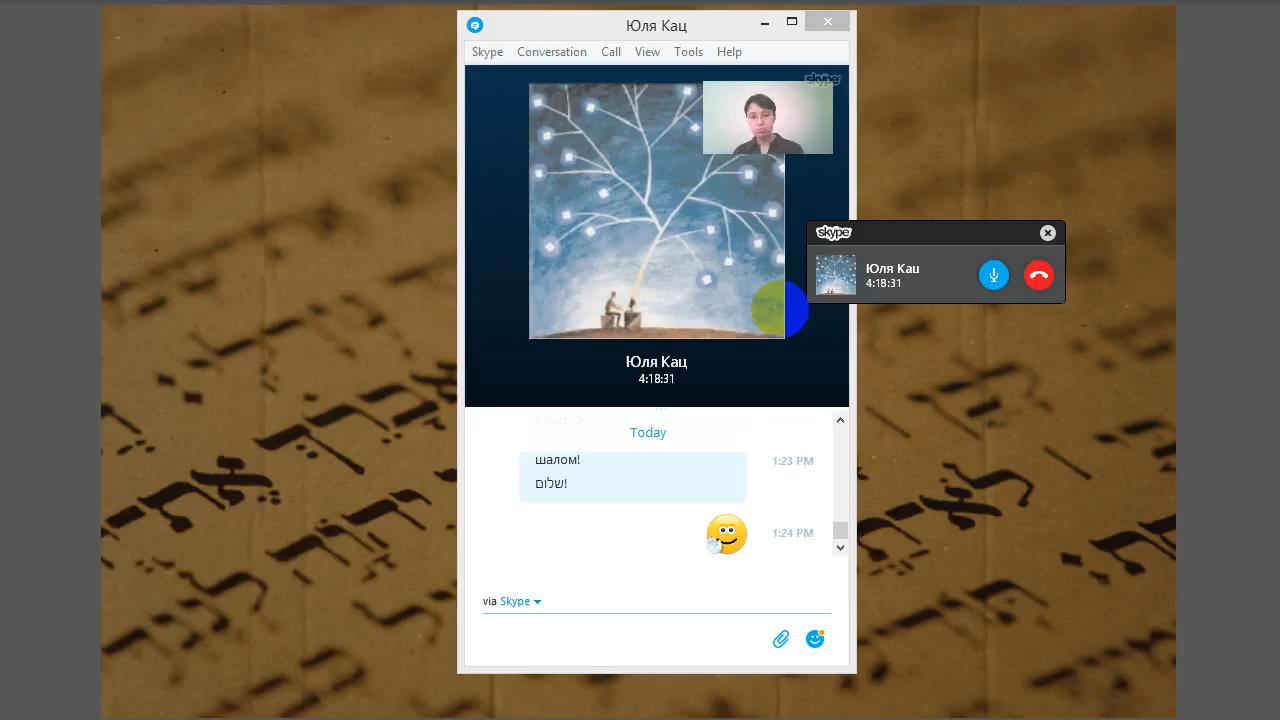 Юля Кац
Skype Conversation Call View Tools Help
skype
skype
Юля Кац
4:18:31
Юля Кац
4:18:31
Today
шалом!
1:23 PM
שלום!
1:24 PM
via Skype